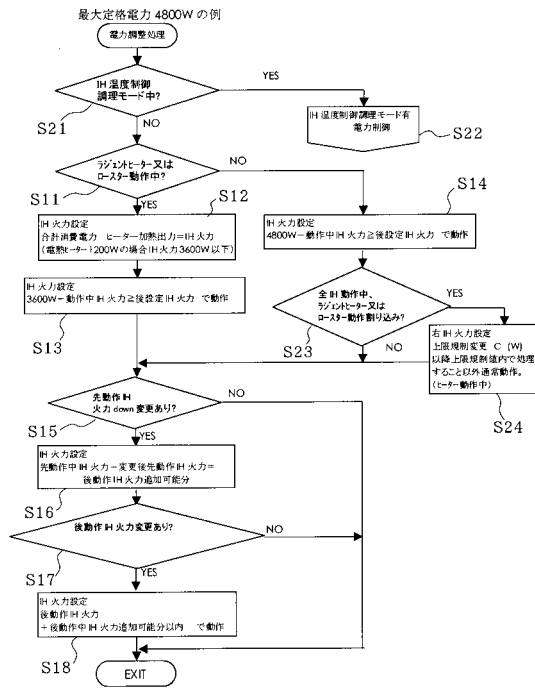 最大定格電力 4800W の例
電力調整処理
IH 温度制御
調理モード中?
YES
S21
NO
IH 温度制御調理モード有
電力制御
S22
ラジェントヒーター又は
ロースター動作中?
NO
S11
YES
S12
IH 火力設定
合計消費電力 ヒーター加熱出力=IH 火力
(電熱ヒーター1200W の場合 IH 火力 3600W 以下)
S14
IH 火力設定
4800W-動作中 IH 火力≧後設定 IH 火力 で動作
IH 火力設定
3600W-動作中 IH 火力≧後設定 IH 火力 で動作
S13
全 IH 動作中、
ラジェントヒーター又は
ロースター動作割り込み?
YES
S23
NO
右 IH 火力設定
上限規制変更 C (W)
以降上限規制値内で処理
すること以外通常動作。
(ヒーター動作中)
S24
先動作 IH
火力 down 変更あり?
NO
S15
YES
IH 火力設定
先動作中 IH 火力-変更後先動作 IH 火力=
後動作 IH 火力追加可能分
S16
後動作 IH 火力変更あり?
NO
S17
YES
IH 火力設定
後動作 IH 火力
+後動作中 IH 火力追加可能分以内 で動作
S18
EXIT